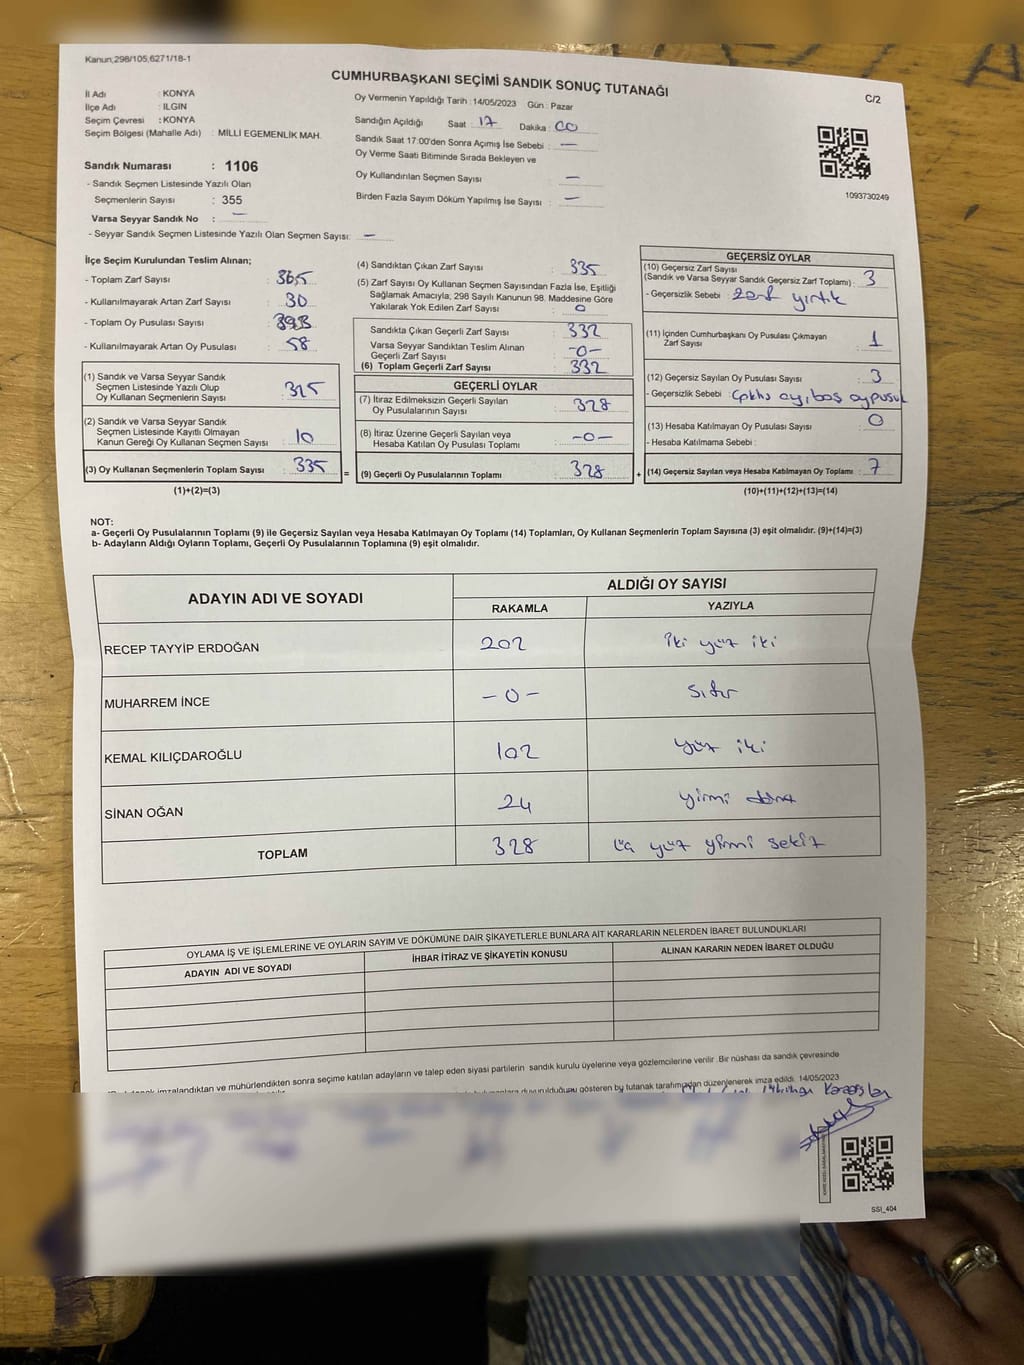 Kanun;298/105,6271/18-1
CUMHURBAŞKANI SEÇİMİ SANDIK SONUÇ TUTANAĞI
C/2
İl Adı : KONYA
İlçe Adı : ILGIN
Seçim Çevresi : KONYA
Seçim Bölgesi (Mahalle Adı) : MİLLİ EGEMENLİK MAH.
Oy Vermenin Yapıldığı Tarih : 14/05/2023 Gün : Pazar
Sandığın Açıldığı Saat : 17 Dakika : 00
Sandık Saat 17:00'den Sonra Açımış İse Sebebi : —
Oy Verme Saati Bitiminde Sırada Bekleyen ve
Oy Kullandırılan Seçmen Sayısı : —
Birden Fazla Sayım Döküm Yapılmış İse Sayısı : —
1093730249
Sandık Numarası : 1106
- Sandık Seçmen Listesinde Yazılı Olan
Seçmenlerin Sayısı : 355
Varsa Seyyar Sandık No : —
- Seyyar Sandık Seçmen Listesinde Yazılı Olan Seçmen Sayısı: —
İlçe Seçim Kurulundan Teslim Alınan;
- Toplam Zarf Sayısı : 365
- Kullanılmayarak Artan Zarf Sayısı : 30
- Toplam Oy Pusulası Sayısı :
- Kullanılmayarak Artan Oy Pusulası : 58
(1) Sandık ve Varsa Seyyar Sandık
Seçmen Listesinde Yazılı Olup
Oy Kullanan Seçmenlerin Sayısı : 325
(2) Sandık ve Varsa Seyyar Sandık
Seçmen Listesinde Kayıtlı Olmayan
Kanun Gereği Oy Kullanan Seçmen Sayısı : 10
(3) Oy Kullanan Seçmenlerin Toplam Sayısı : 335
(1)+(2)=(3)
(4) Sandıktan Çıkan Zarf Sayısı : 335
(5) Zarf Sayısı Oy Kullanan Seçmen Sayısından Fazla İse, Eşitliği
Sağlamak Amacıyla, 298 Sayılı Kanunun 98. Maddesine Göre
Yakılarak Yok Edilen Zarf Sayısı : 0
Sandıkta Çıkan Geçerli Zarf Sayısı : 332
Varsa Seyyar Sandıktan Teslim Alınan
Geçerli Zarf Sayısı : -0-
(6) Toplam Geçerli Zarf Sayısı : 332
GEÇERLİ OYLAR
(7) İtiraz Edilmeksizin Geçerli Sayılan
Oy Pusulalarının Sayısı : 328
(8) İtiraz Üzerine Geçerli Sayılan veya
Hesaba Katılan Oy Pusulası Toplamı : -0-
= (9) Geçerli Oy Pusulalarının Toplamı : 328
GEÇERSİZ OYLAR
(10) Geçersiz Zarf Sayısı
(Sandık ve Varsa Seyyar Sandık Geçersiz Zarf Toplamı) : 3
- Geçersizlik Sebebi : zarf yırtık
(11) İçinden Cumhurbaşkanı Oy Pusulası Çıkmayan
Zarf Sayısı : 1
(12) Geçersiz Sayılan Oy Pusulası Sayısı : 3
- Geçersizlik Sebebi : oy, boş oy pusul
(13) Hesaba Katılmayan Oy Pusulası Sayısı : 0
- Hesaba Katılmama Sebebi :
+ (14) Geçersiz Sayılan veya Hesaba Katılmayan Oy Toplamı : 7
(10)+(11)+(12)+(13)=(14)
NOT:
a- Geçerli Oy Pusulalarının Toplamı (9) ile Geçersiz Sayılan veya Hesaba Katılmayan Oy Toplamı (14) Toplamları, Oy Kullanan Seçmenlerin Toplam Sayısına (3) eşit olmalıdır. (9)+(14)=(3)
b- Adayların Aldığı Oyların Toplamı, Geçerli Oy Pusulalarının Toplamına (9) eşit olmalıdır.
ADAYIN ADI VE SOYADI
ALDIĞI OY SAYISI
RAKAMLA YAZIYLA
RECEP TAYYİP ERDOĞAN 202 iki yüz iki
MUHARREM İNCE -0- sıfır
KEMAL KILIÇDAROĞLU 102 yüz iki
SİNAN OĞAN 24 yirmi
TOPLAM 328 üç yüz yirmi sekiz
OYLAMA İŞ VE İŞLEMLERİNE VE OYLARIN SAYIM VE DÖKÜMÜNE DAİR ŞİKAYETLERLE BUNLARA AİT KARARLARIN NELERDEN İBARET BULUNDUKLARI
ADAYIN ADI VE SOYADI
İHBAR İTİRAZ VE ŞİKAYETİN KONUSU
ALINAN KARARIN NEDEN İBARET OLDUĞU
imzalandıktan ve mühürlendikten sonra seçime katılan adayların ve talep eden siyasi partilerin sandık kurulu üyelerine veya gözlemcilerine verilir .Bir nüshası da sandık çevresinde
duyurulduğunu gösteren bu tutanak tarafımızdan düzenlenerek imza edildi. 14/05/2023
SSI_404